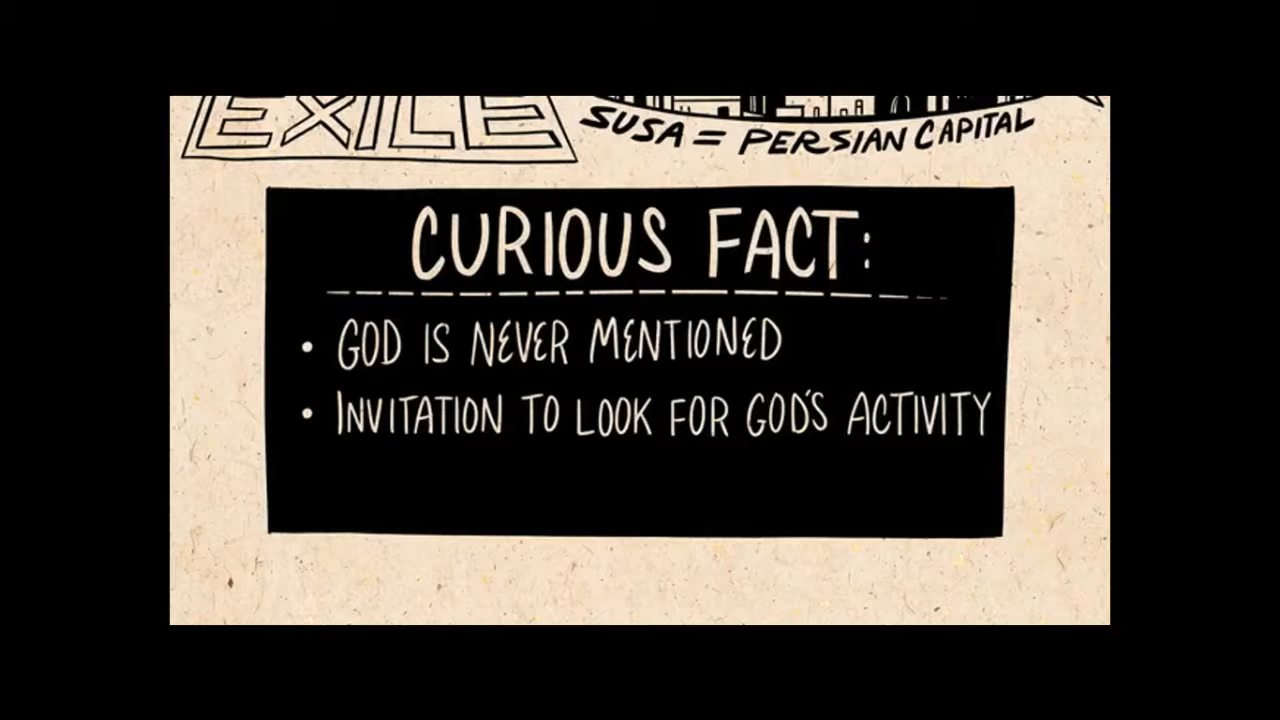 EXILE
SUSA = PERSIAN CAPITAL
CURIOUS FACT:
• GOD IS NEVER MENTIONED
• INVITATION TO LOOK FOR GOD'S ACTIVITY